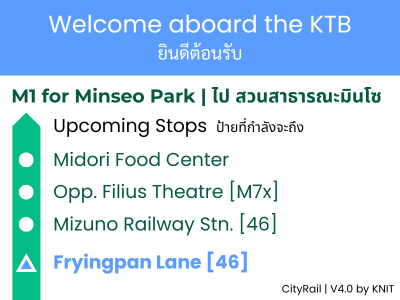 Welcome aboard the KTB
ยินดีต้อนรับ
M1 for Minseo Park | ไป สวนสาธารณะมินโซ
Upcoming Stops ป้ายที่กำลังจะถึง
Midori Food Center
Opp. Filius Theatre [M7x]
Mizuno Railway Stn. [46]
Fryingpan Lane [46]
CityRail | V4.0 by KNIT